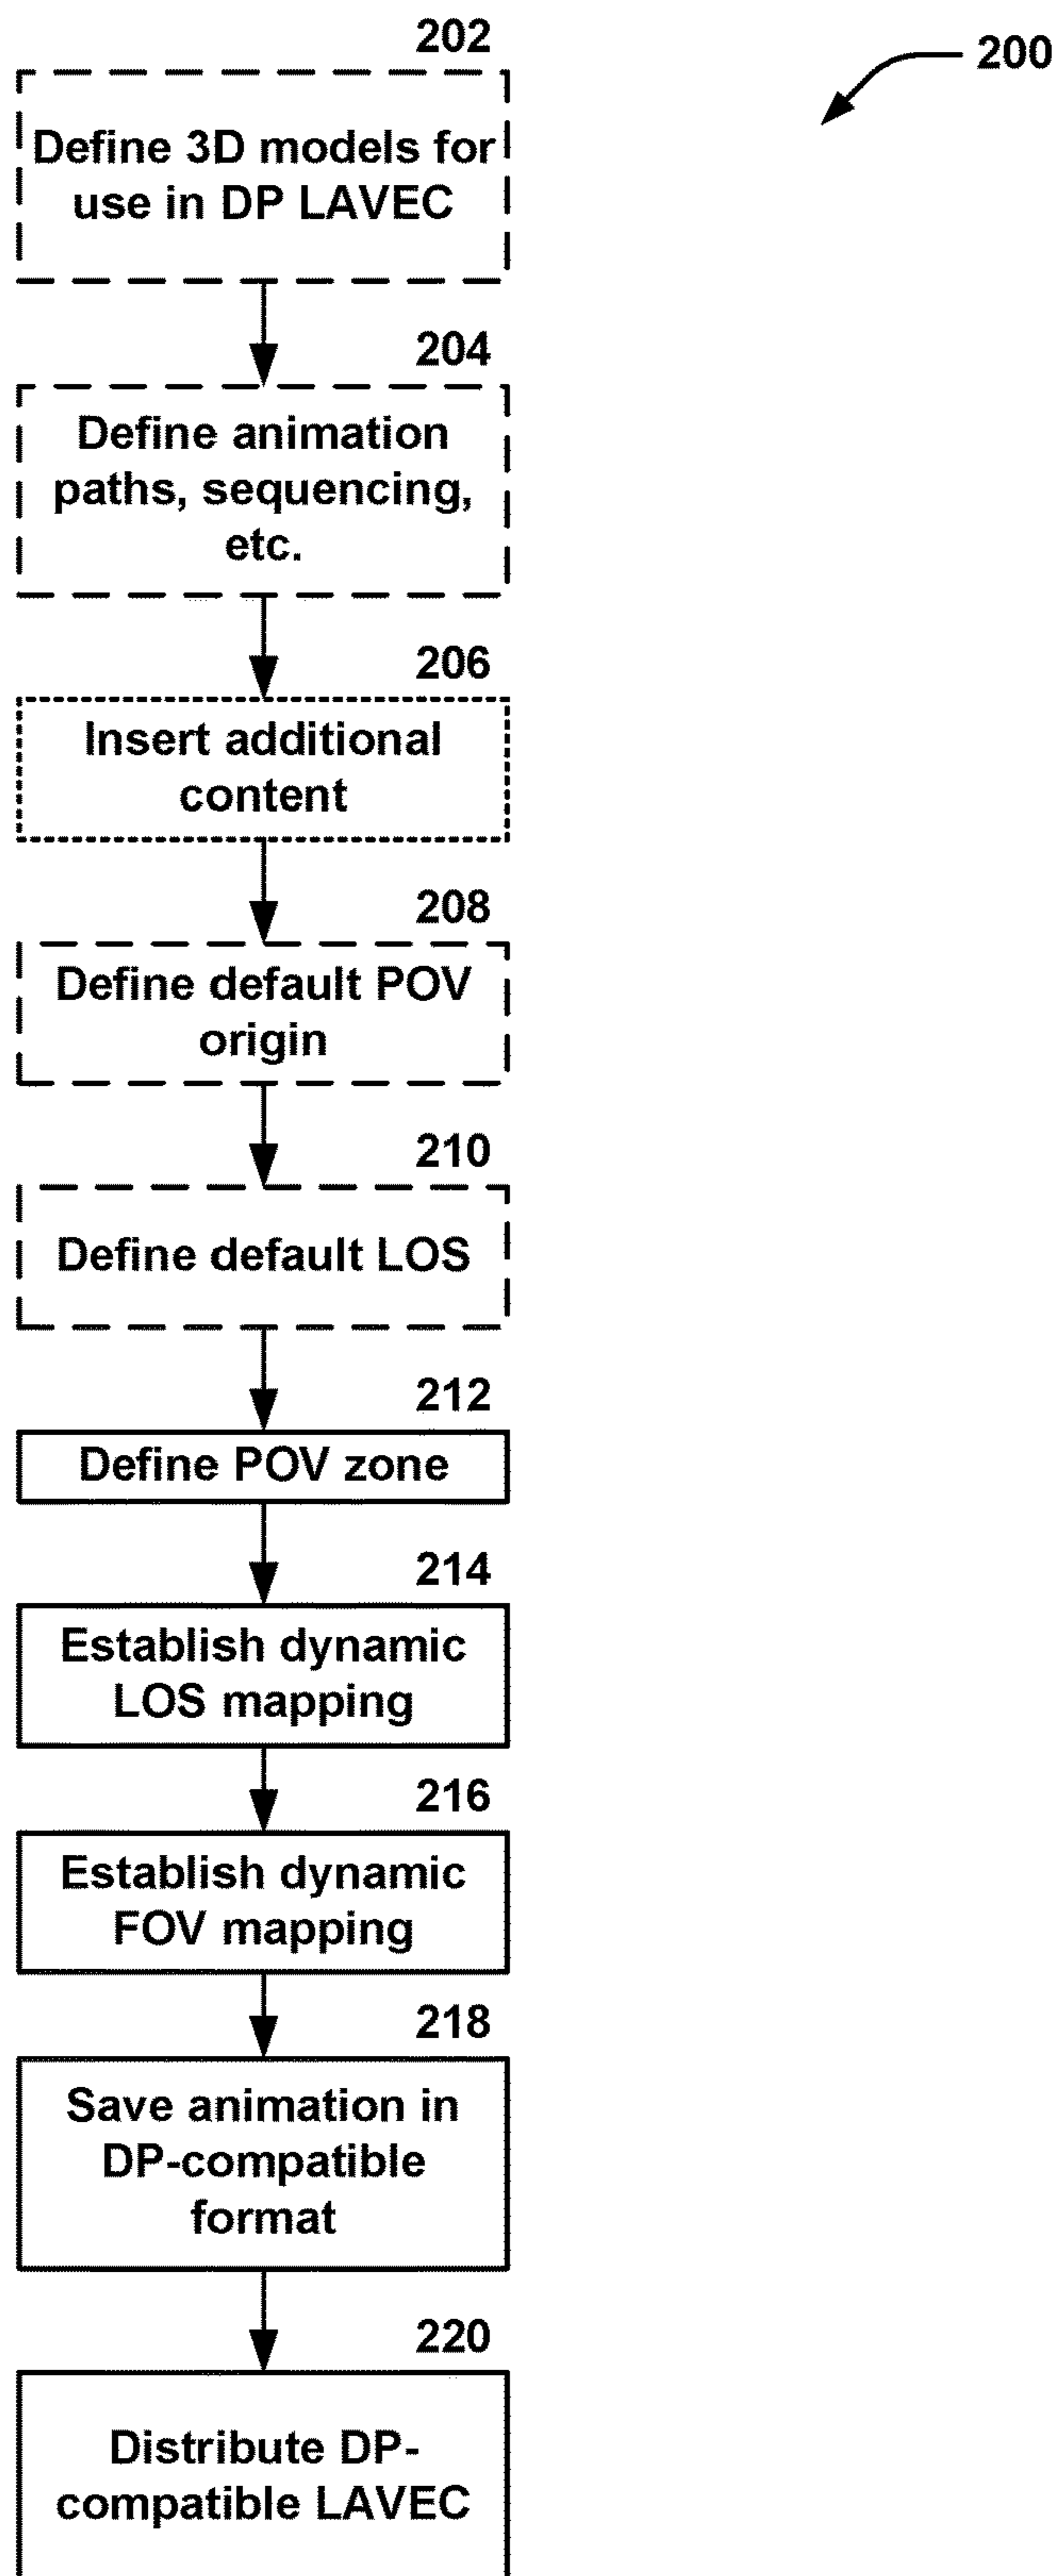 202
200
Define 3D models for
use in DP LAVEC
204
Define animation
paths, sequencing,
etc.
206
Insert additional
content
208
Define default POV
origin
210
Define default LOS
212
Define POV zone
214
Establish dynamic
LOS mapping
216
Establish dynamic
FOV mapping
218
Save animation in
DP-compatible
format
220
Distribute DP-
compatible LAVEC